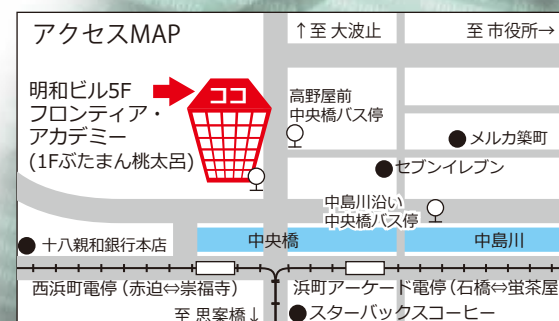 アクセスMAP
↑至 大波止
至 市役所→
明和ビル5F
フロンティア・
アカデミー
(1Fぶたまん桃太呂)
ココ
高野屋前
中央橋バス停
メルカ築町
セブンイレブン
中島川沿い
中央橋バス停
十八親和銀行本店
中央橋
中島川
西浜町電停 (赤迫⇔崇福寺)
浜町アーケード電停(石橋⇔蛍茶屋
至 思案橋↓
スターバックスコーヒー